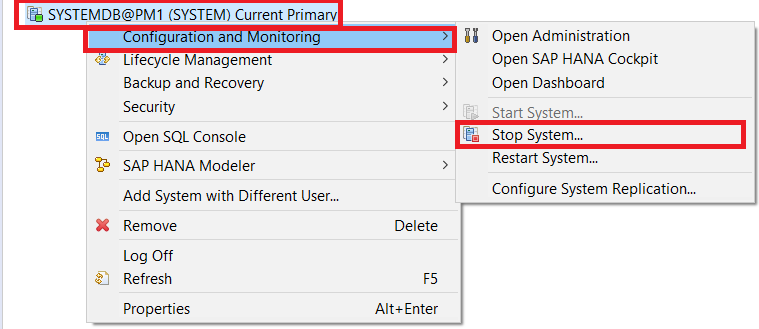 SYSTEMDB@PM1 (SYSTEM) Current Primary
Configuration and Monitoring
Lifecycle Management
Backup and Recovery
Security
SQL Open SQL Console
SAP HANA Modeler
Add System with Different User...
Remove Delete
Log Off
Refresh F5
Properties Alt+Enter
Open Administration
Open SAP HANA Cockpit
Open Dashboard
Start System...
Stop System...
Restart System...
Configure System Replication...